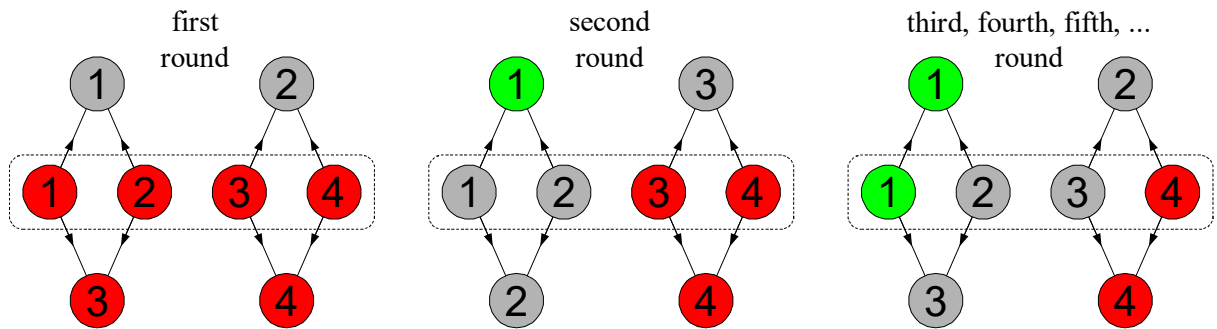 first
round
1 2
1 2 3 4
3 4
second
round
1 3
1 2 3 4
2 4
third, fourth, fifth, ...
round
1 2
1 2 3 4
3 4